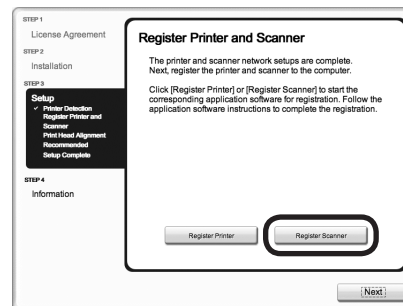 STEP 1
License Agreement
STEP 2
Installation
STEP 3
Setup
✓ Printer Detection
Register Printer and
Scanner
Print Head Alignment
Recommended
Setup Complete
STEP 4
Information
Register Printer and Scanner
The printer and scanner network setups are complete.
Next, register the printer and scanner to the computer.
Click [Register Printer] or [Register Scanner] to start the
corresponding application software for registration. Follow the
application software instructions to complete the registration.
Register Printer
Register Scanner
Next